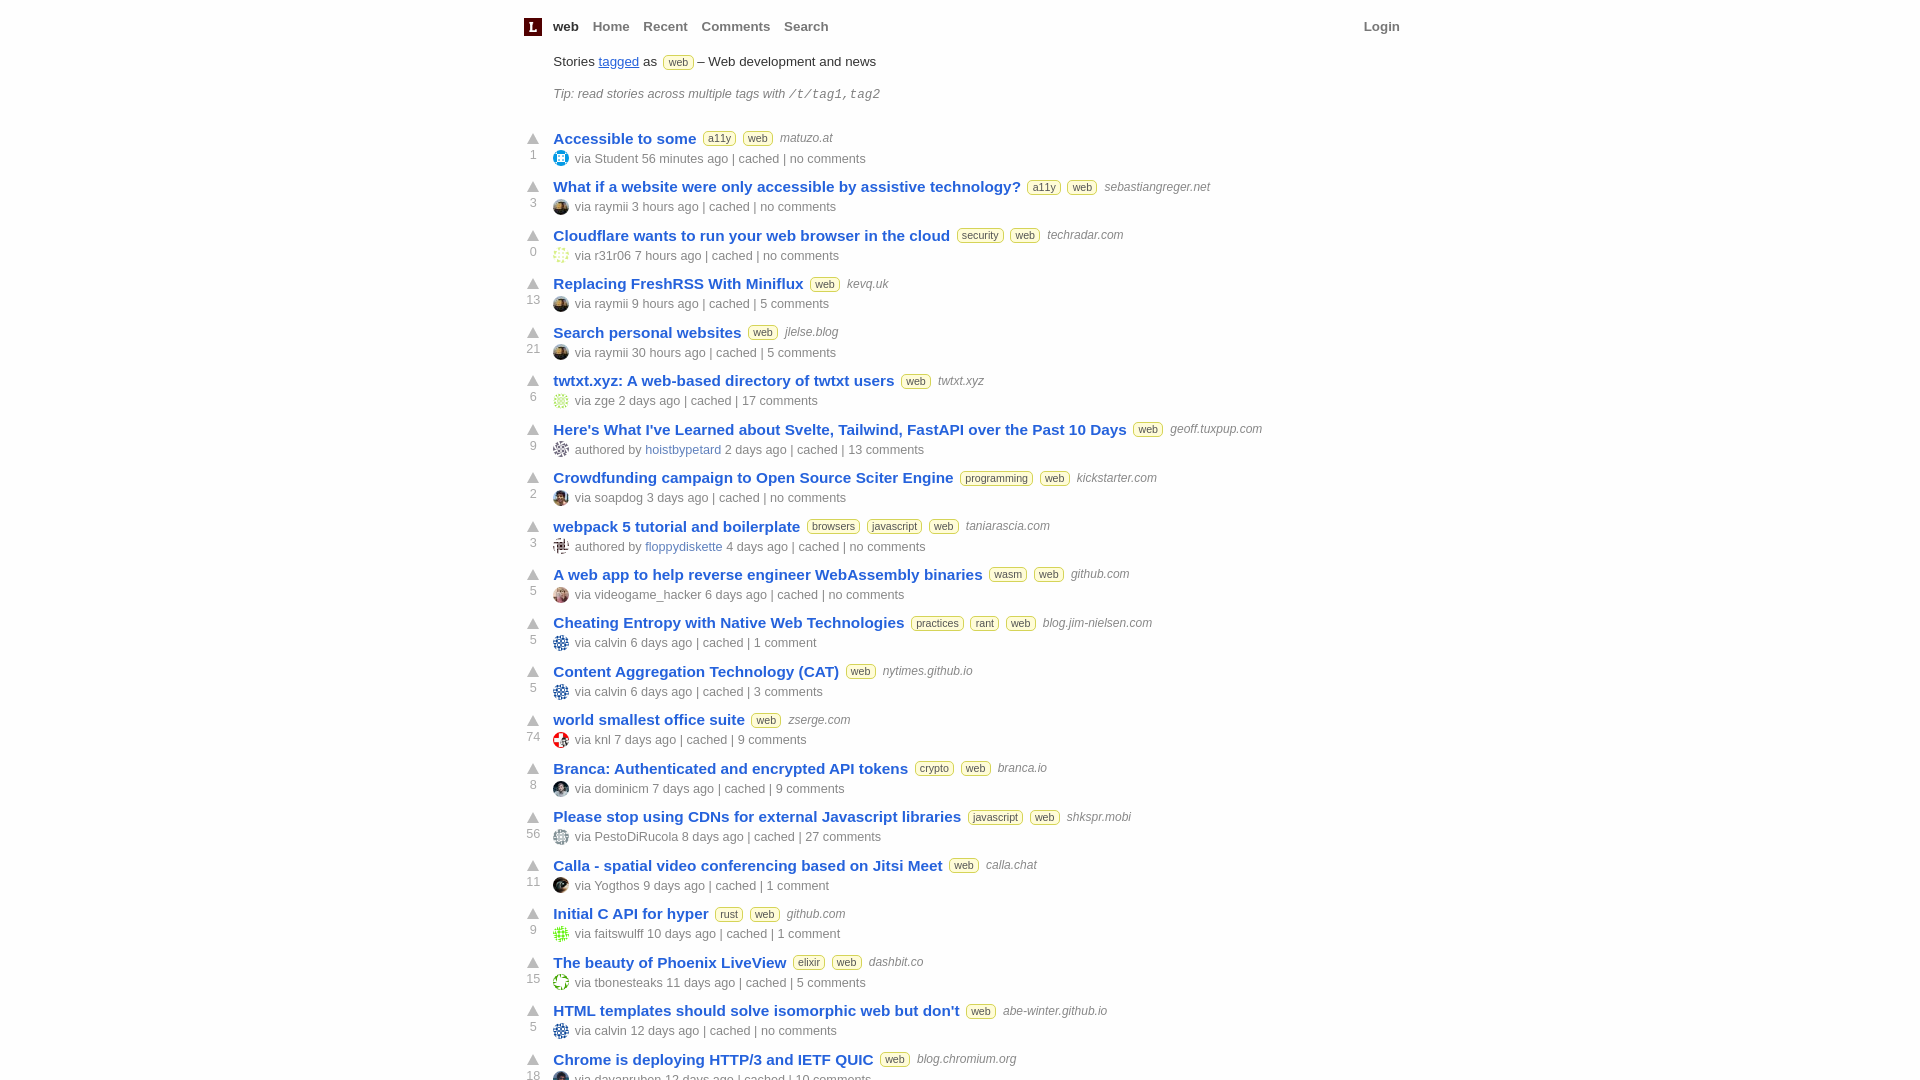 L web Home Recent Comments Search Login
Stories tagged as web – Web development and news
Tip: read stories across multiple tags with /t/tag1,tag2
Accessible to some a11y web matuzo.at
1 via Student 56 minutes ago | cached | no comments
What if a website were only accessible by assistive technology? a11y web sebastiangreger.net
3 via raymii 3 hours ago | cached | no comments
Cloudflare wants to run your web browser in the cloud security web techradar.com
0 via r31r06 7 hours ago | cached | no comments
Replacing FreshRSS With Miniflux web kevq.uk
13 via raymii 9 hours ago | cached | 5 comments
Search personal websites web jlelse.blog
21 via raymii 30 hours ago | cached | 5 comments
twtxt.xyz: A web-based directory of twtxt users web twtxt.xyz
6 via zge 2 days ago | cached | 17 comments
Here's What I've Learned about Svelte, Tailwind, FastAPI over the Past 10 Days web geoff.tuxpup.com
9 authored by hoistbypetard 2 days ago | cached | 13 comments
Crowdfunding campaign to Open Source Sciter Engine programming web kickstarter.com
2 via soapdog 3 days ago | cached | no comments
webpack 5 tutorial and boilerplate browsers javascript web taniarascia.com
3 authored by floppydiskette 4 days ago | cached | no comments
A web app to help reverse engineer WebAssembly binaries wasm web github.com
5 via videogame_hacker 6 days ago | cached | no comments
Cheating Entropy with Native Web Technologies practices rant web blog.jim-nielsen.com
5 via calvin 6 days ago | cached | 1 comment
Content Aggregation Technology (CAT) web nytimes.github.io
5 via calvin 6 days ago | cached | 3 comments
world smallest office suite web zserge.com
74 via knl 7 days ago | cached | 9 comments
Branca: Authenticated and encrypted API tokens crypto web branca.io
8 via dominicm 7 days ago | cached | 9 comments
Please stop using CDNs for external Javascript libraries javascript web shkspr.mobi
56 via PestoDiRucola 8 days ago | cached | 27 comments
Calla - spatial video conferencing based on Jitsi Meet web calla.chat
11 via Yogthos 9 days ago | cached | 1 comment
Initial C API for hyper rust web github.com
9 via faitswulff 10 days ago | cached | 1 comment
The beauty of Phoenix LiveView elixir web dashbit.co
15 via tbonesteaks 11 days ago | cached | 5 comments
HTML templates should solve isomorphic web but don't web abe-winter.github.io
5 via calvin 12 days ago | cached | no comments
Chrome is deploying HTTP/3 and IETF QUIC web blog.chromium.org
18 via davanruben 12 days ago | cached | 10 comments